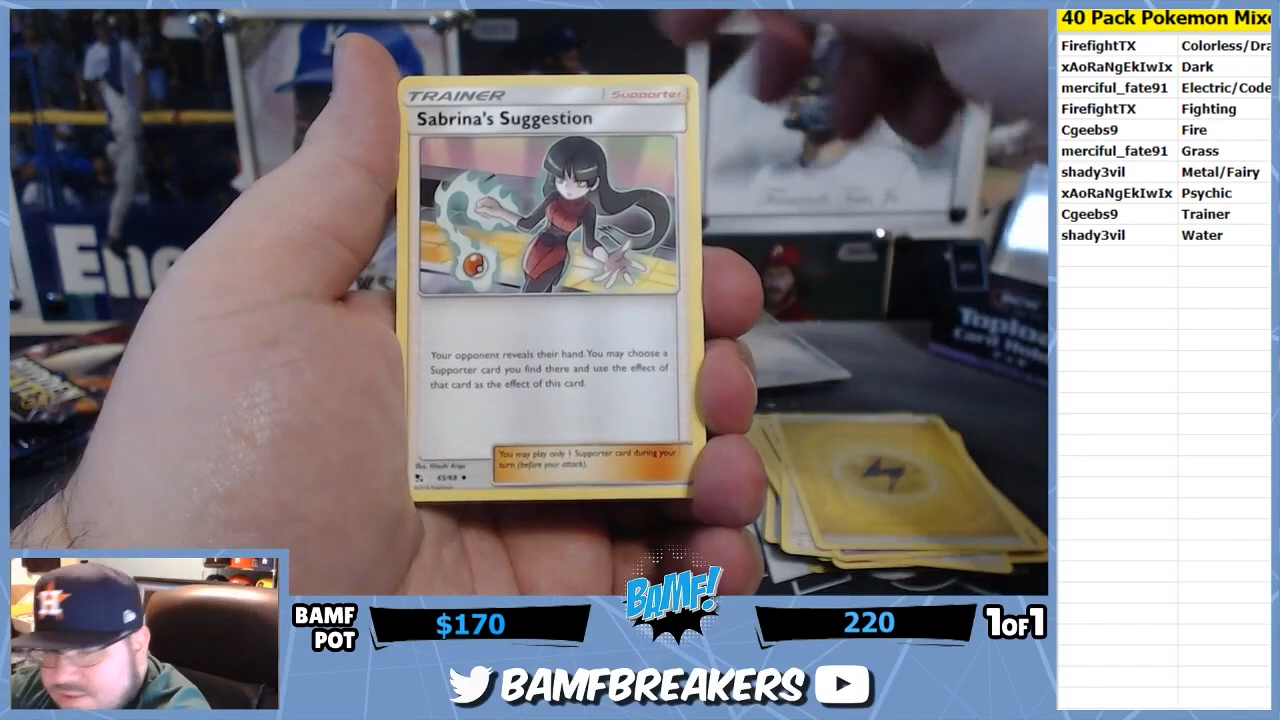 TRAINER
Supporter
Sabrina's Suggestion
Your opponent reveals their hand. You may choose a
Supporter card you find there and use the effect of
that card as the effect of this card.
You may play only 1 Supporter card during your
turn (before your attack).
65/68
40 Pack Pokemon Mixe
FirefightTX Colorless/Dra
xAoRaNgEkIwIx Dark
merciful_fate91 Electric/Code
FirefightTX Fighting
Cgeebs9 Fire
merciful_fate91 Grass
shady3vil Metal/Fairy
xAoRaNgEkIwIx Psychic
Cgeebs9 Trainer
shady3vil Water
BAMF
POT
$170
BAMF!
220
1OF1
BAMFBREAKERS